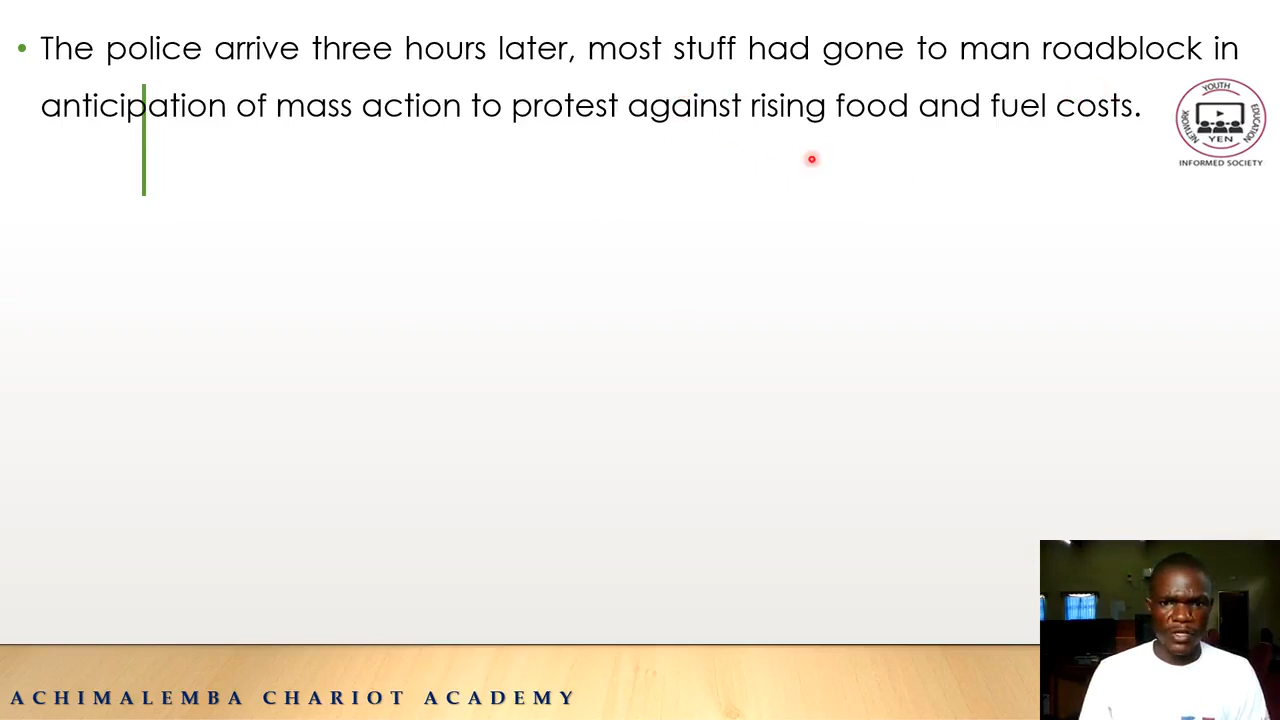 • The police arrive three hours later, most stuff had gone to man roadblock in
anticipation of mass action to protest against rising food and fuel costs.
YOUTH
EDUCATION
NETWORK
YEN
INFORMED SOCIETY
ACHIMALEMBA CHARIOT ACADEMY